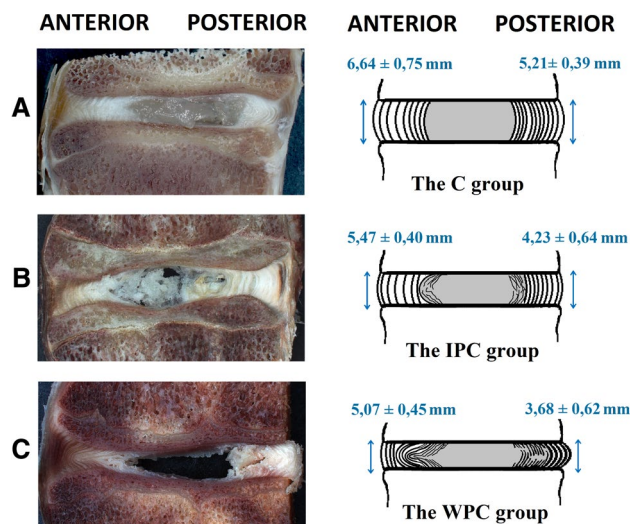 ANTERIOR POSTERIOR ANTERIOR POSTERIOR
A
6,64 ± 0,75 mm 5,21± 0,39 mm
The C group
B
5,47 ± 0,40 mm 4,23 ± 0,64 mm
The IPC group
C
5,07 ± 0,45 mm 3,68 ± 0,62 mm
The WPC group